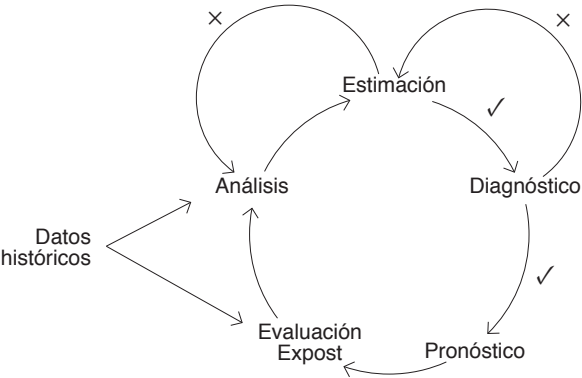 ×
×
Estimación
✓
Análisis
Diagnóstico
Datos
históricos
✓
Evaluación
Expost
Pronóstico